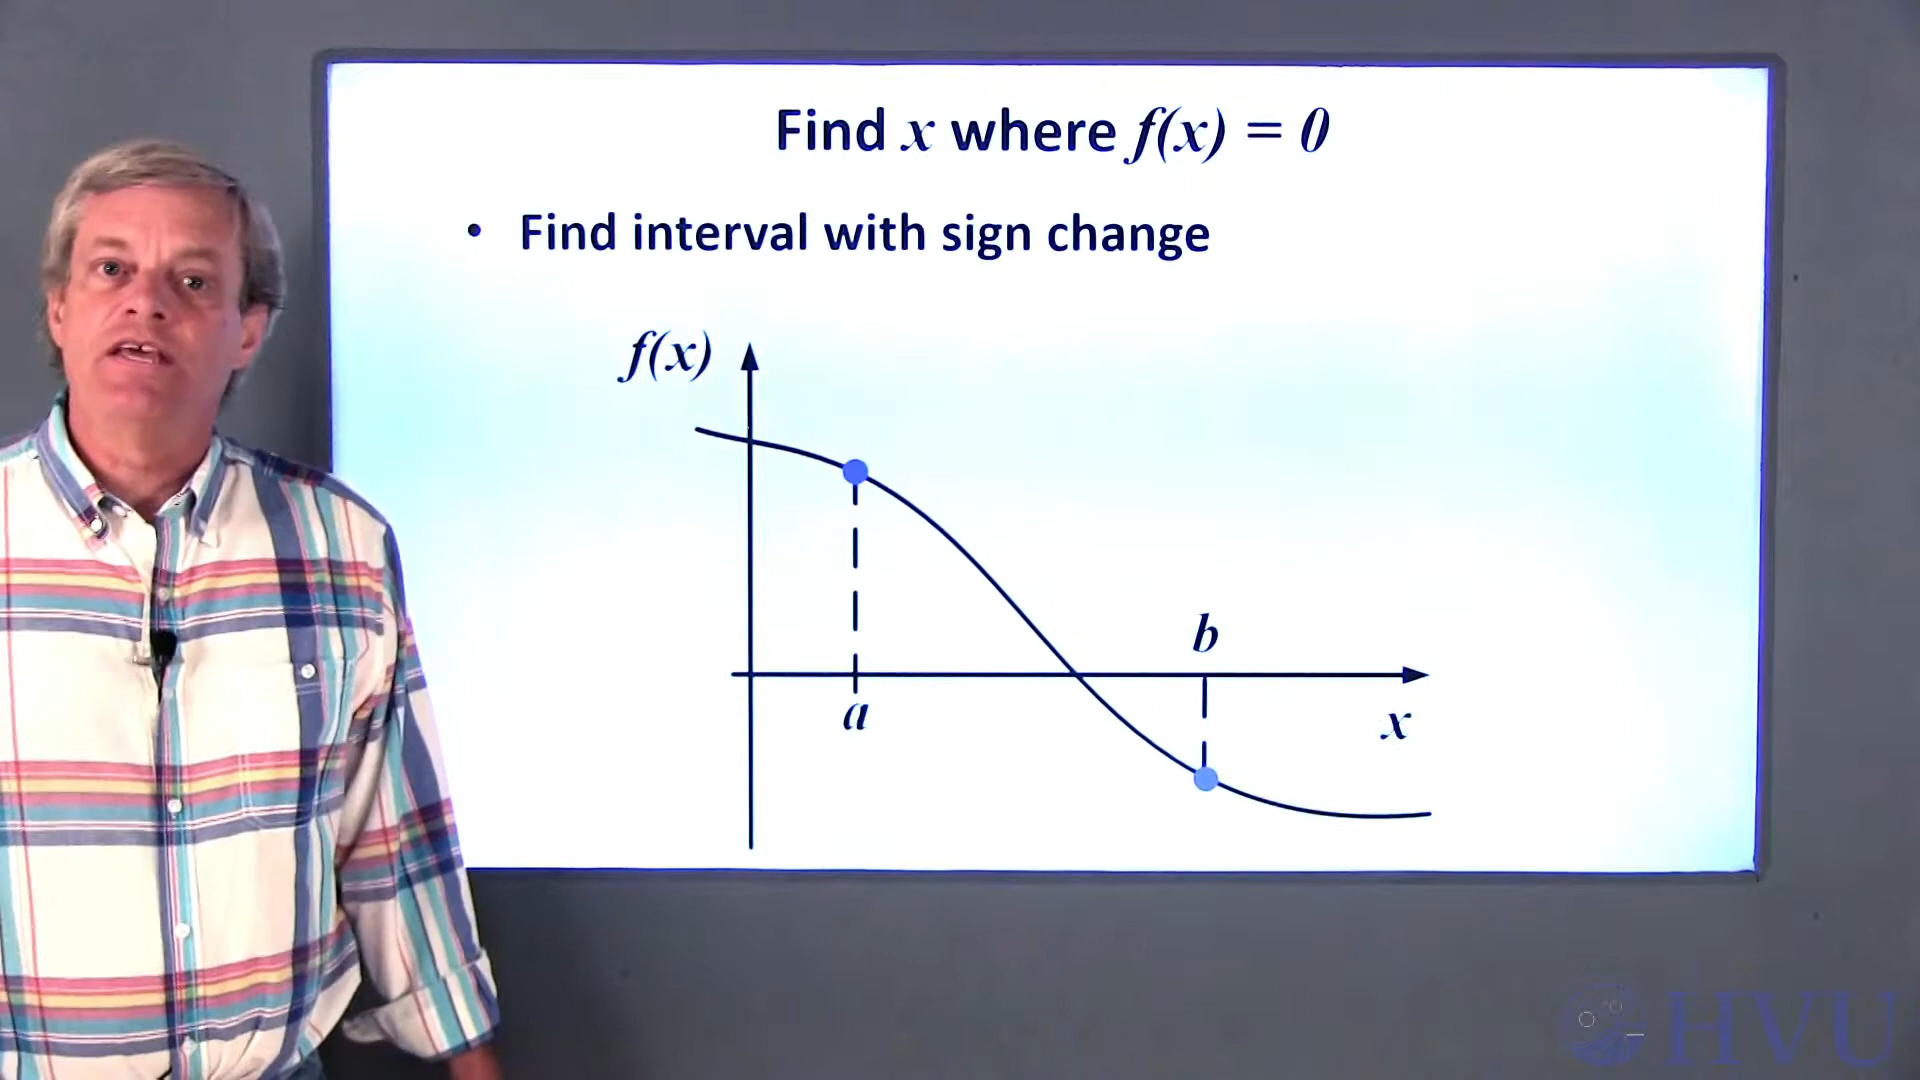 Find x where f(x) = 0
• Find interval with sign change
f(x)
b
a
x
HVU